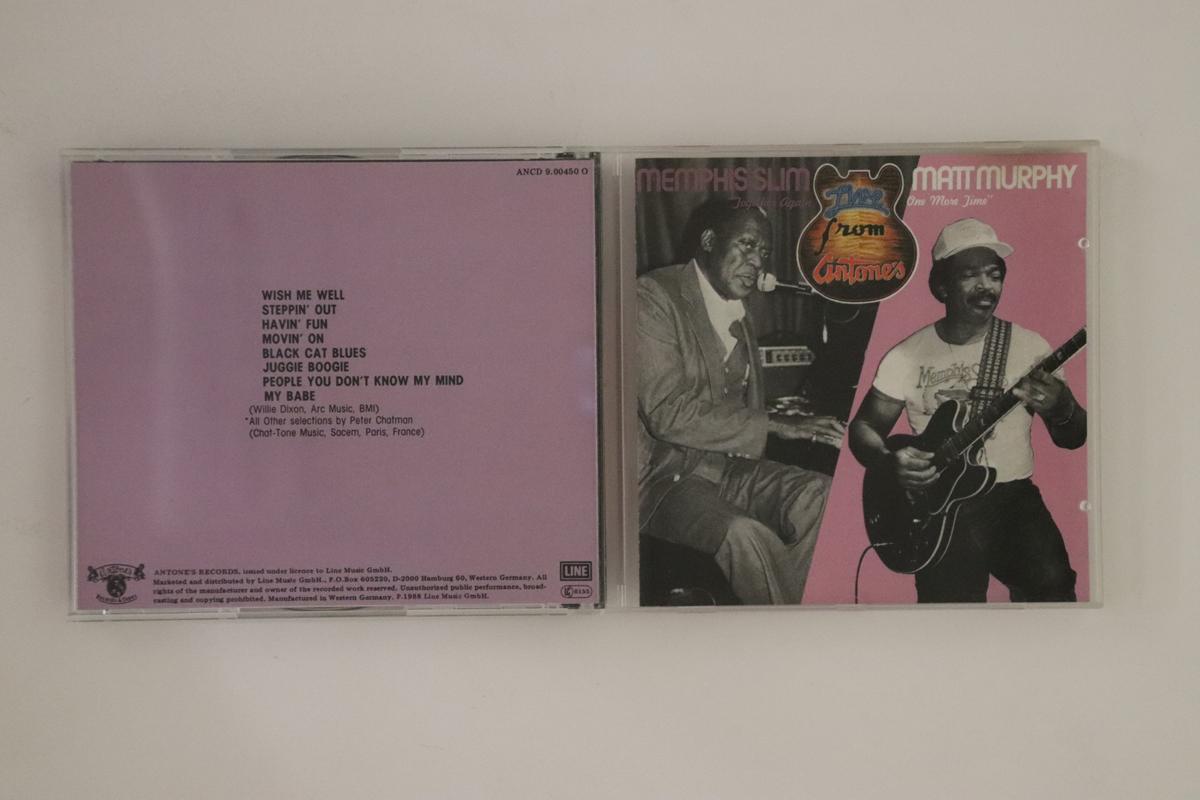 ANCD 9.00450 O
WISH ME WELL
STEPPIN' OUT
HAVIN' FUN
MOVIN' ON
BLACK CAT BLUES
JUGGIE BOOGIE
PEOPLE YOU DON'T KNOW MY MIND
MY BABE
(Willie Dixon, Arc Music, BMI)
*All Other selections by Peter Chatman
(Chat-Tone Music, Sacem, Paris, France)
ANTONE'S RECORDS, issued under licence to Line Music GmbH.
Marketed and distributed by Line Music GmbH., P.O.Box 605220, D-2000 Hamburg 60, Western Germany. All
rights of the manufacturer and owner of the recorded work reserved. Unauthorized public performance, broad-
casting and copying prohibited. Manufactured in Western Germany. P.1988 Line Music GmbH.
LINE
MEMPHIS SLIM
"Together Again
Live
from
Antone's
MATT MURPHY
One More Time"